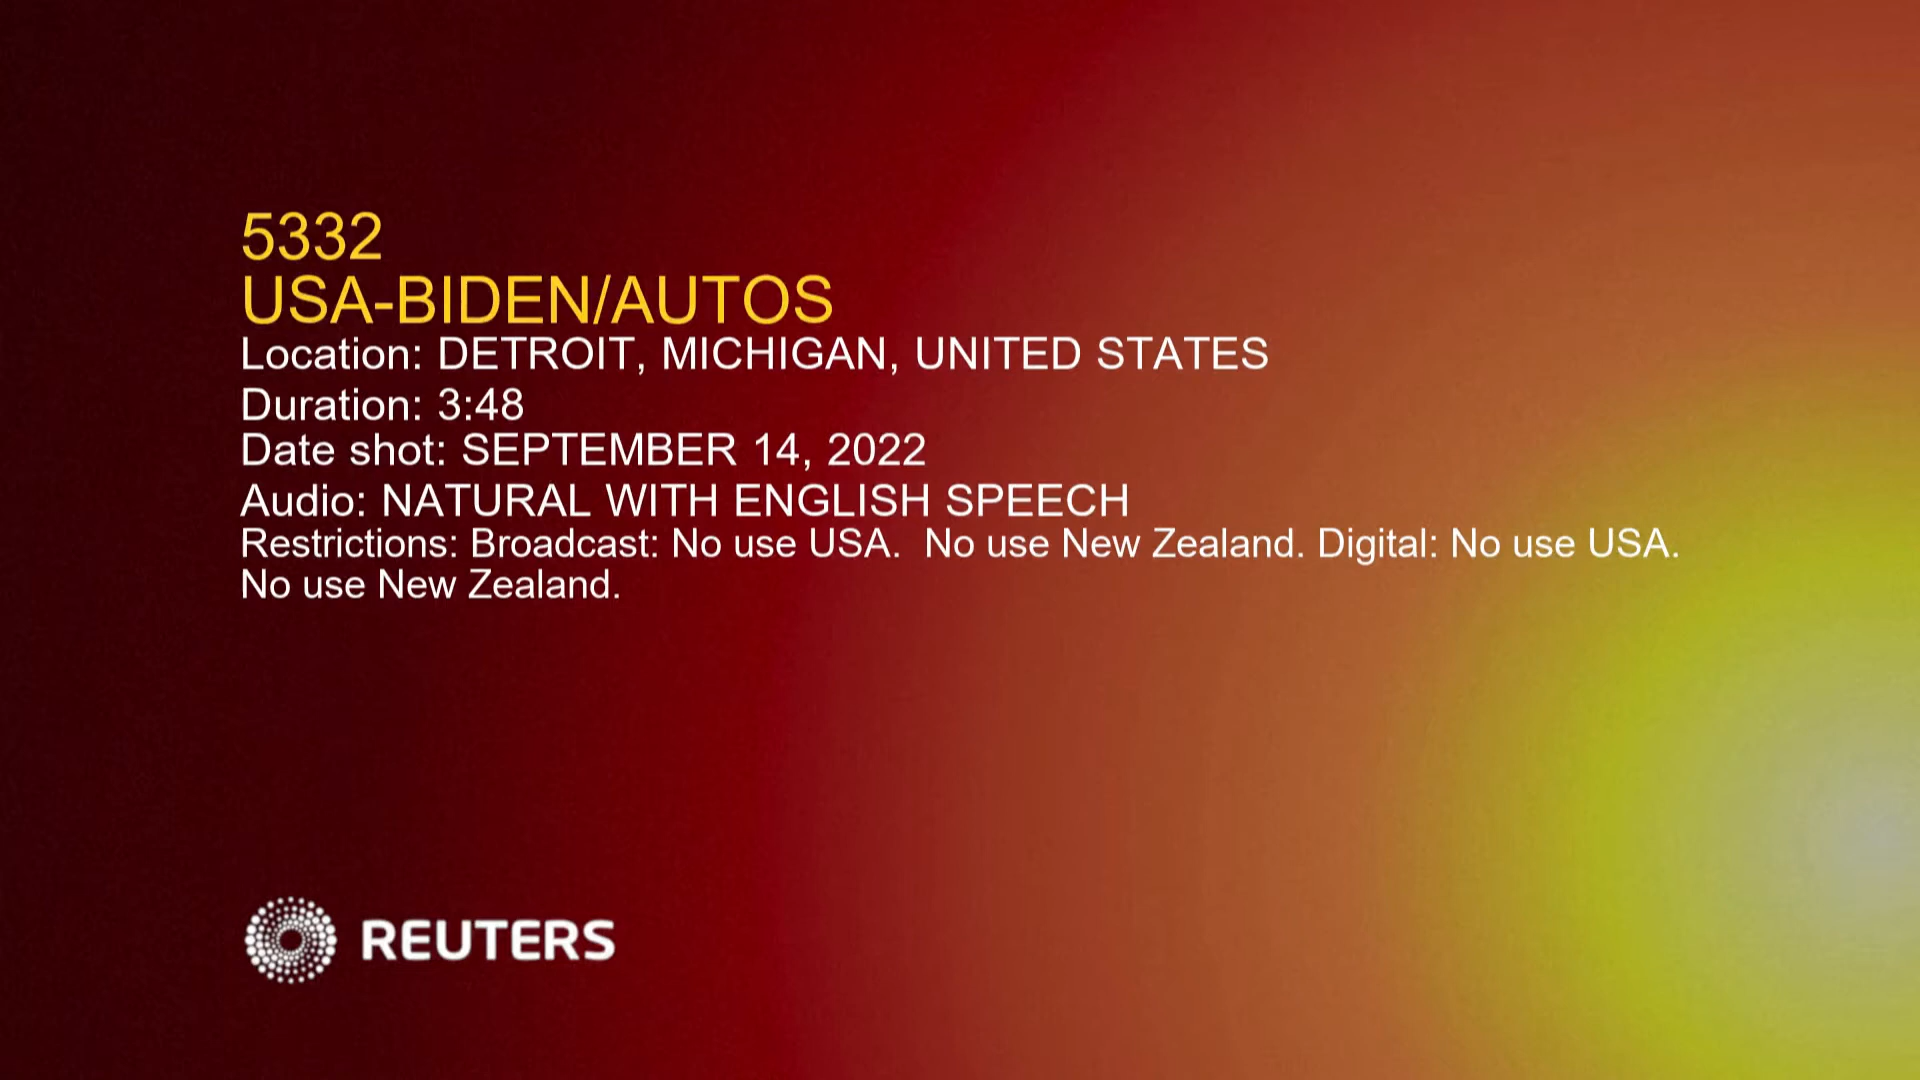 5332
USA-BIDEN/AUTOS
Location: DETROIT, MICHIGAN, UNITED STATES
Duration: 3:48
Date shot: SEPTEMBER 14, 2022
Audio: NATURAL WITH ENGLISH SPEECH
Restrictions: Broadcast: No use USA.  No use New Zealand. Digital: No use USA.
No use New Zealand.
REUTERS